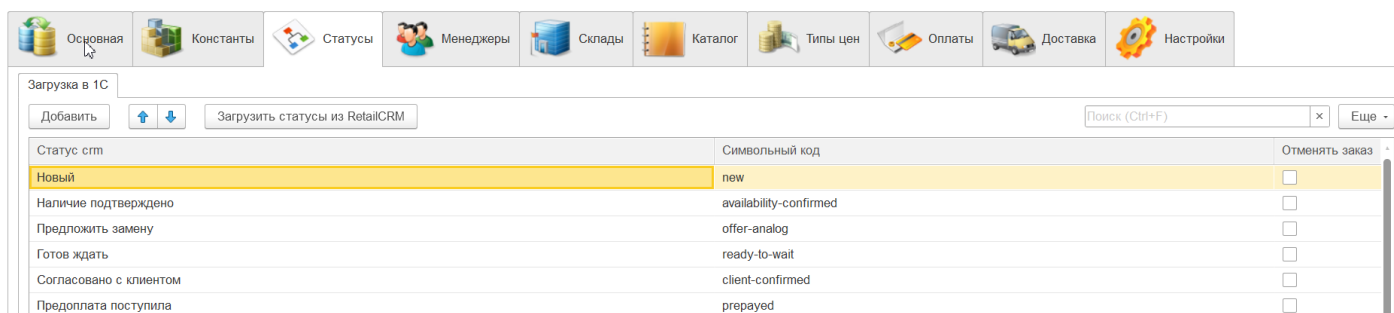 Основная Константы Статусы Менеджеры Склады Каталог Типы цен Оплаты Доставка Настройки
Загрузка в 1С
Добавить Загрузить статусы из RetailCRM Поиск (Ctrl+F) × Еще
Статус crm Символьный код Отменять заказ
Новый new
Наличие подтверждено availability-confirmed
Предложить замену offer-analog
Готов ждать ready-to-wait
Согласовано с клиентом client-confirmed
Предоплата поступила prepayed